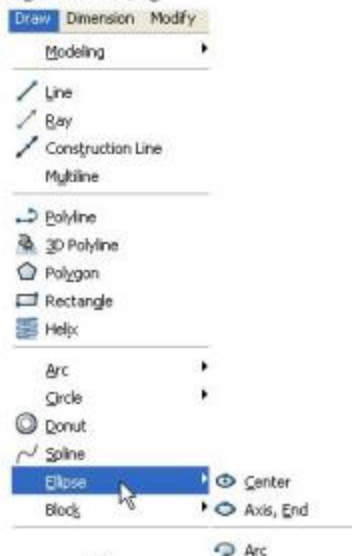 Draw Dimension Modify
Modeling
Line
Ray
Construction Line
Multiline
Polyline
3D Polyline
Polygon
Rectangle
Helix
Arc
Circle
Donut
Spline
Ellipse
Center
Block
Axis, End
Arc